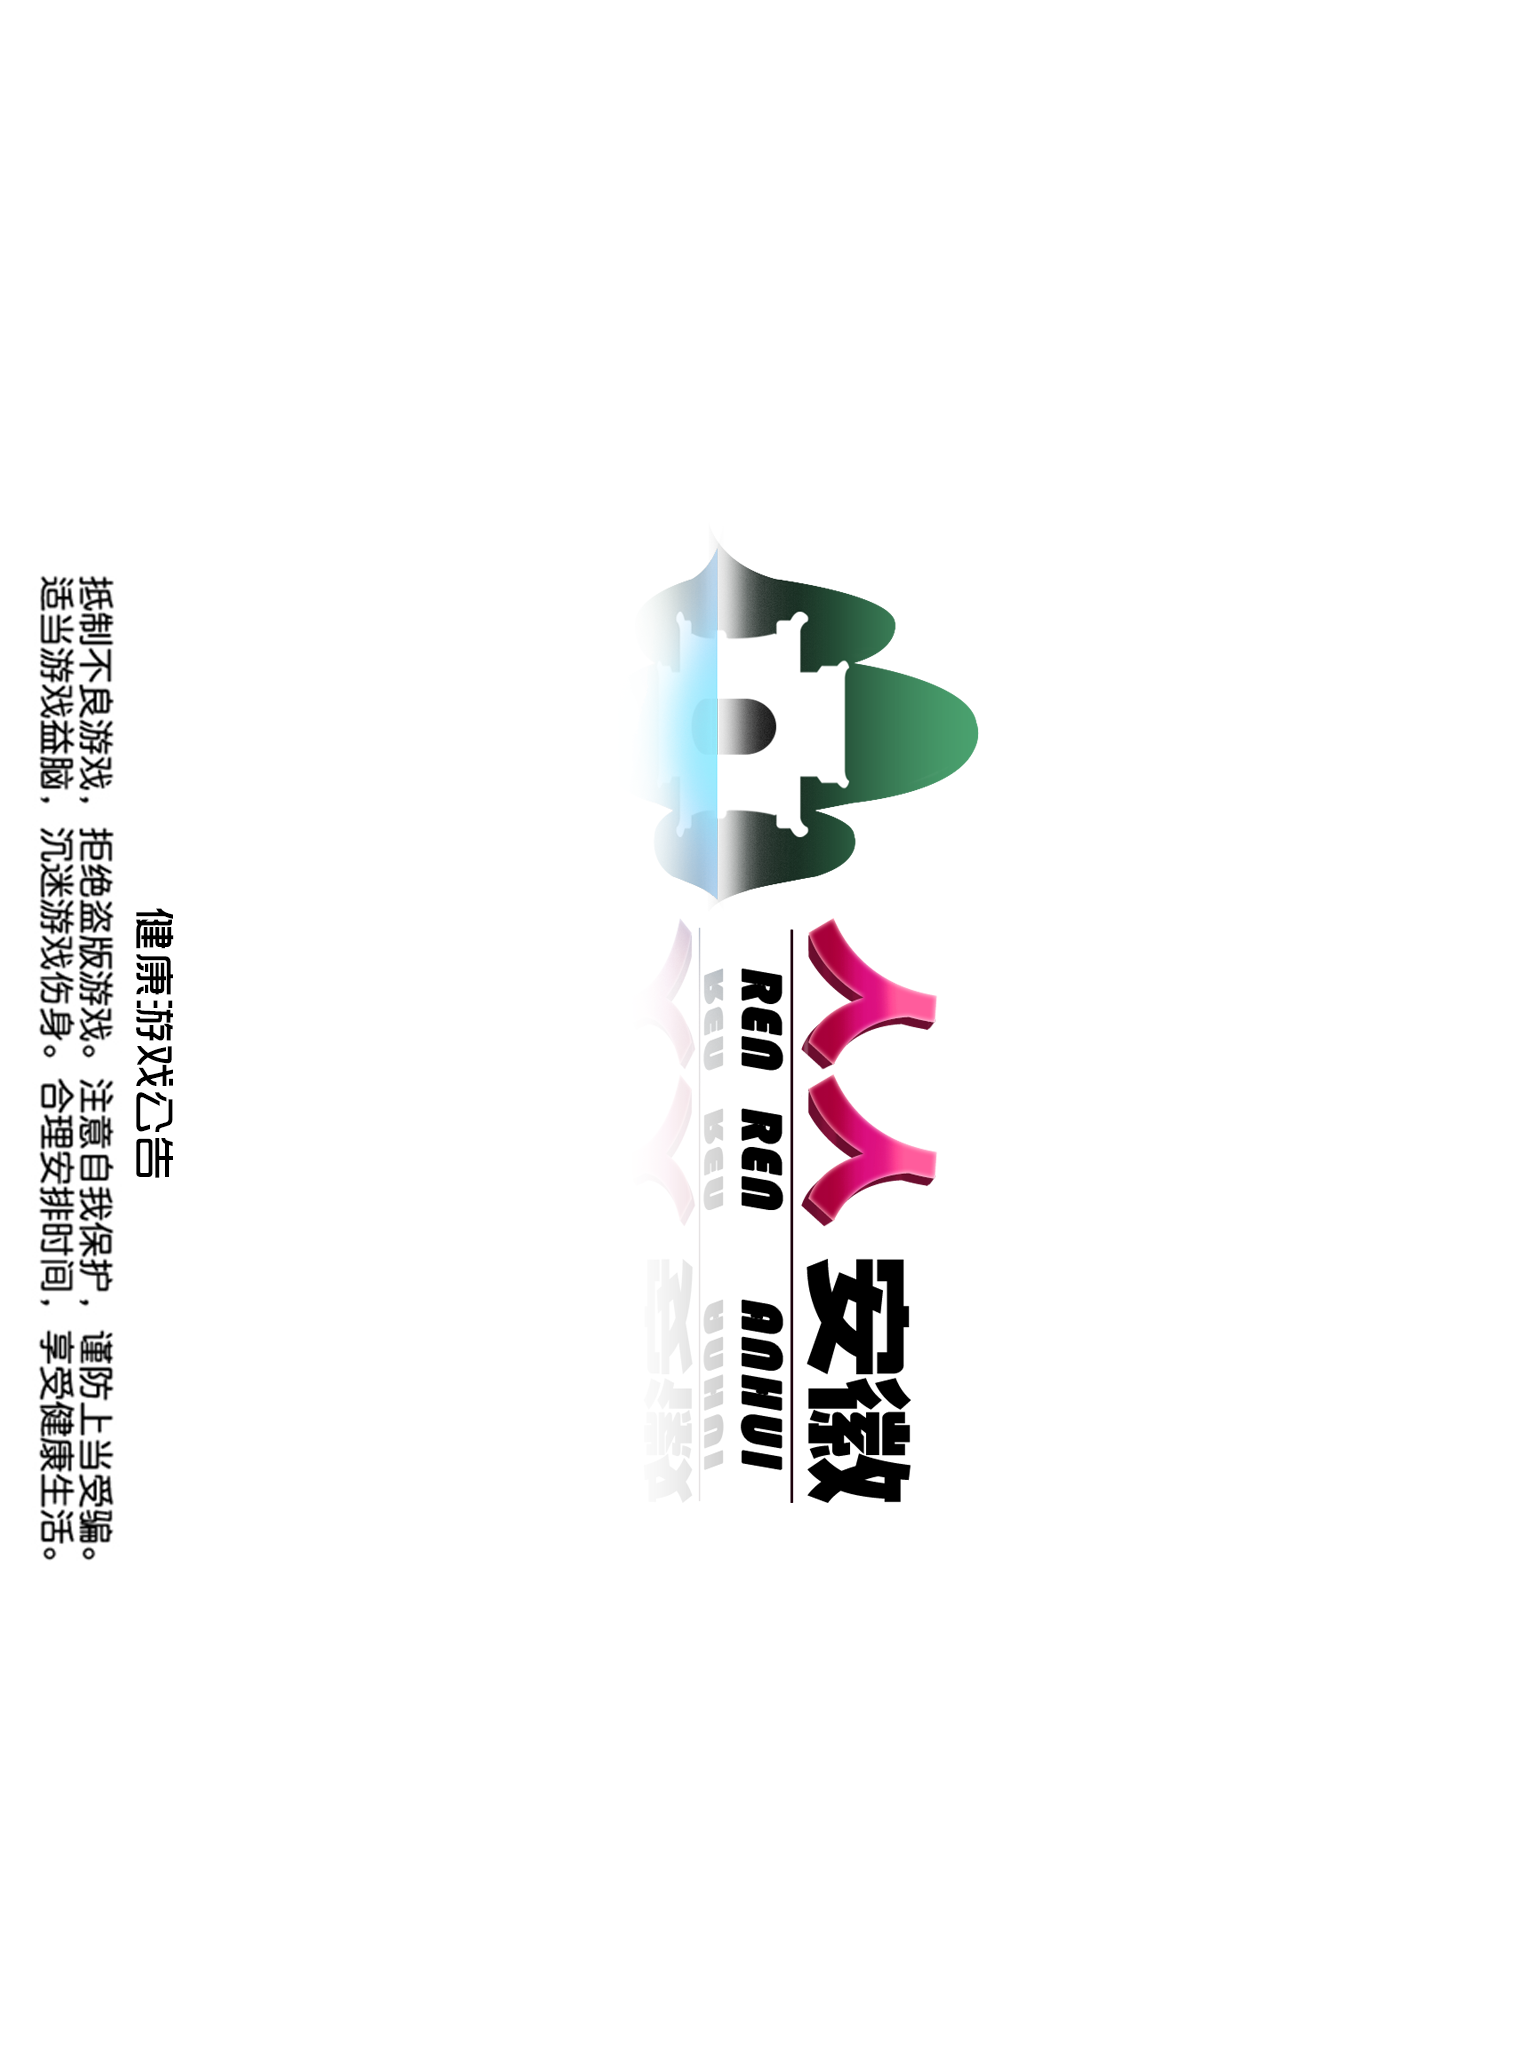 人人安徽
REN REN ANHUI
健康游戏公告
抵制不良游戏，拒绝盗版游戏。注意自我保护，谨防上当受骗。
适当游戏益脑，沉迷游戏伤身。合理安排时间，享受健康生活。